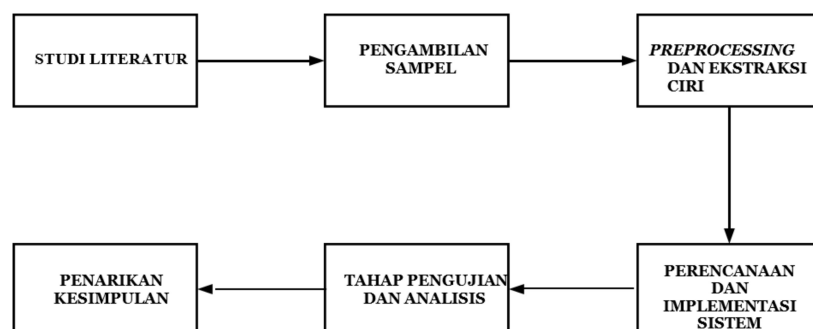 STUDI LITERATUR
PENGAMBILAN
SAMPEL
PREPROCESSING
DAN EKSTRAKSI
CIRI
PENARIKAN
KESIMPULAN
TAHAP PENGUJIAN
DAN ANALISIS
PERENCANAAN
DAN
IMPLEMENTASI
SISTEM